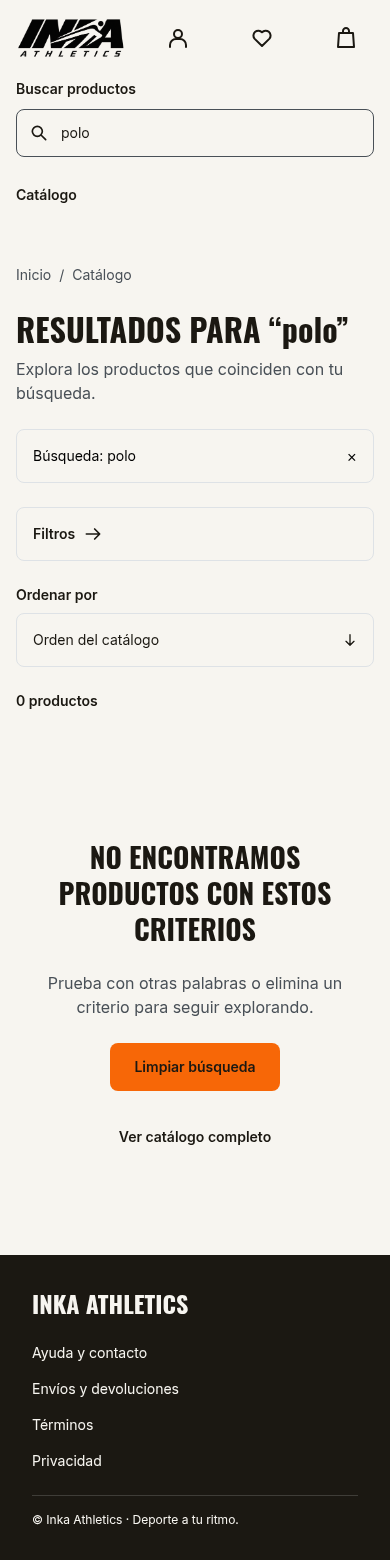 INKA
ATHLETICS
Buscar productos
polo
Catálogo
Inicio / Catálogo
RESULTADOS PARA “polo”
Explora los productos que coinciden con tu
búsqueda.
Búsqueda: polo ×
Filtros →
Ordenar por
Orden del catálogo ↓
0 productos
NO ENCONTRAMOS
PRODUCTOS CON ESTOS
CRITERIOS
Prueba con otras palabras o elimina un
criterio para seguir explorando.
Limpiar búsqueda
Ver catálogo completo
INKA ATHLETICS
Ayuda y contacto
Envíos y devoluciones
Términos
Privacidad
© Inka Athletics · Deporte a tu ritmo.